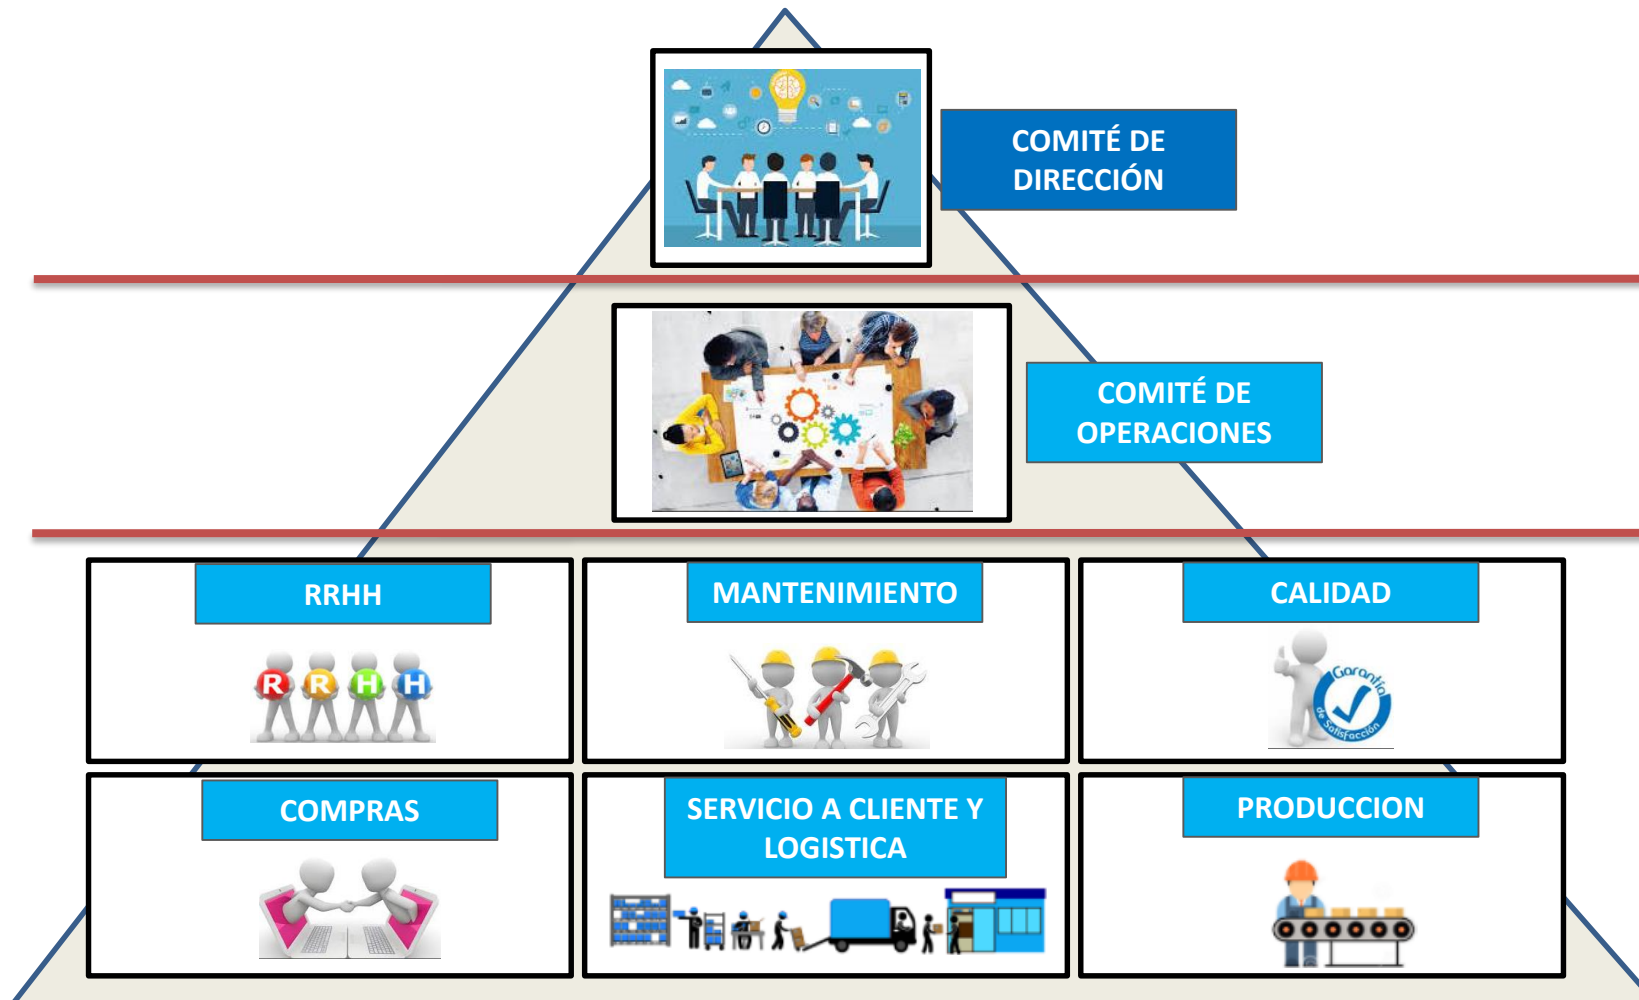 COMITÉ DE
DIRECCIÓN
COMITÉ DE
OPERACIONES
RRHH
R R H H
MANTENIMIENTO
CALIDAD
Garantía
de Satisfacción
COMPRAS
SERVICIO A CLIENTE Y
LOGISTICA
PRODUCCION